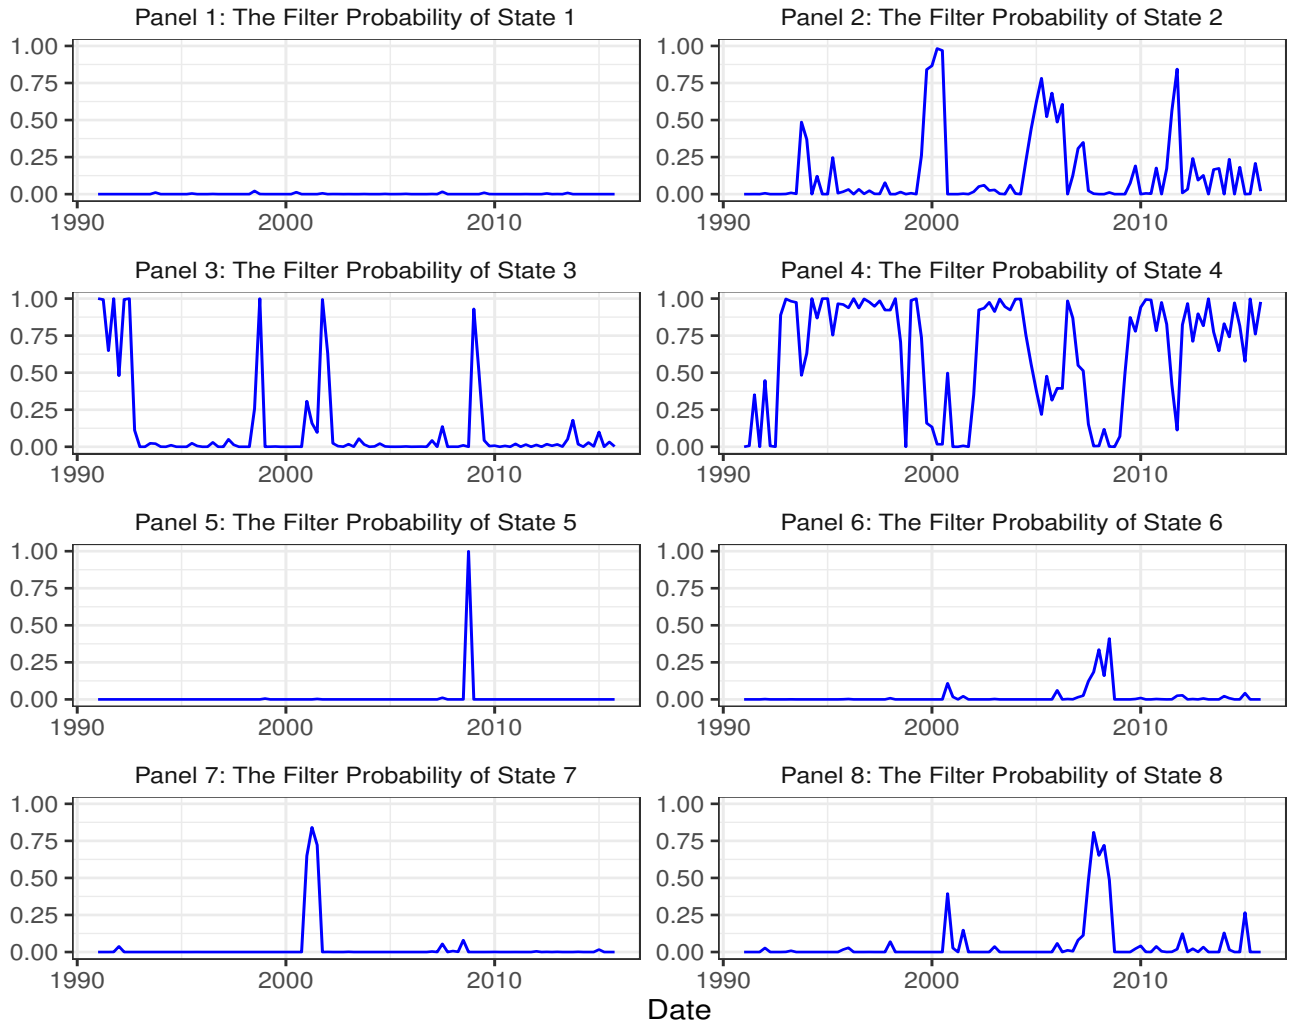 Panel 1: The Filter Probability of State 1
1.00
0.75
0.50
0.25
0.00
1990 2000 2010
Panel 2: The Filter Probability of State 2
1.00
0.75
0.50
0.25
0.00
1990 2000 2010
Panel 3: The Filter Probability of State 3
1.00
0.75
0.50
0.25
0.00
1990 2000 2010
Panel 4: The Filter Probability of State 4
1.00
0.75
0.50
0.25
0.00
1990 2000 2010
Panel 5: The Filter Probability of State 5
1.00
0.75
0.50
0.25
0.00
1990 2000 2010
Panel 6: The Filter Probability of State 6
1.00
0.75
0.50
0.25
0.00
1990 2000 2010
Panel 7: The Filter Probability of State 7
1.00
0.75
0.50
0.25
0.00
1990 2000 2010
Panel 8: The Filter Probability of State 8
1.00
0.75
0.50
0.25
0.00
1990 2000 2010
Date